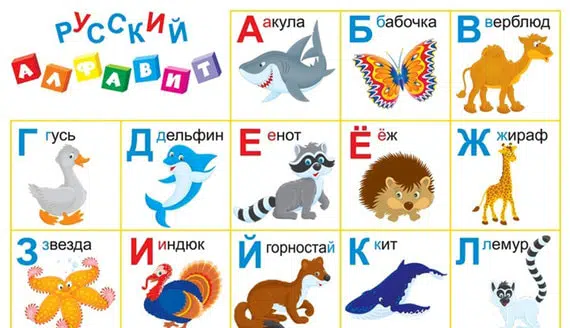 РУССКИЙ
АЛФАВИТ
А акула
Б бабочка
В верблюд
Г гусь
Д дельфин
Е енот
Ё ёж
Ж жираф
З звезда
И индюк
Й горностай
К кит
Л лемур